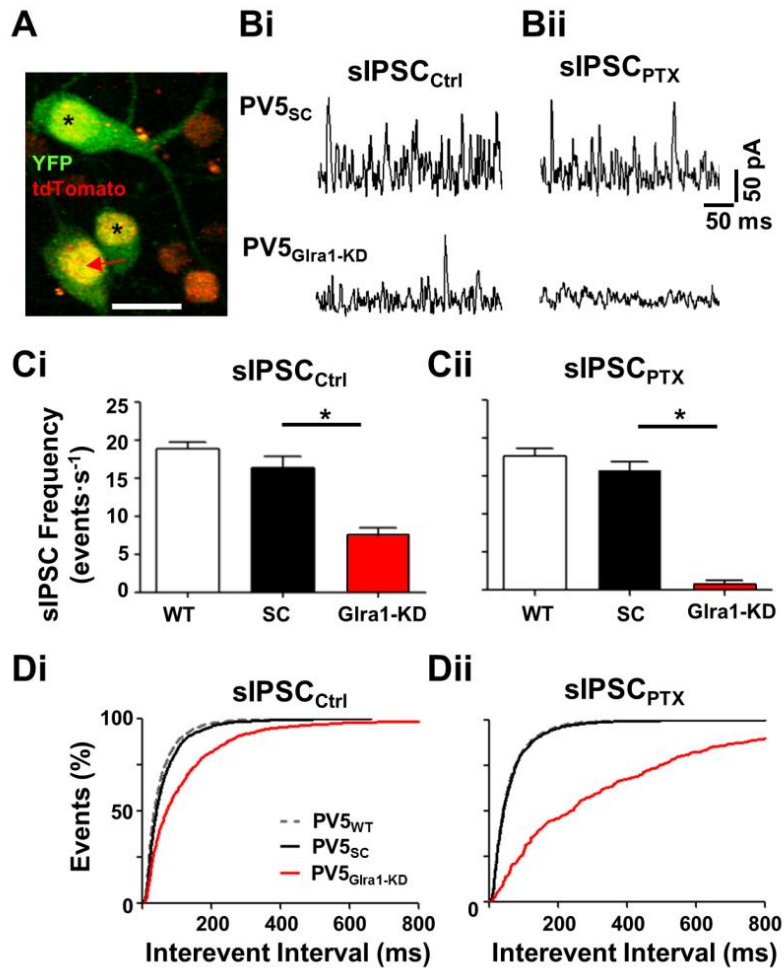 A
YFP
tdTomato
*
*
Bi
sIPSCCtrl
PV5SC
PV5Glra1-KD
Bii
sIPSCPTX
50 pA
50 ms
Ci
sIPSCCtrl
*
sIPSC Frequency
(events·s-1)
25
20
15
10
5
0
WT
SC
Glra1-KD
Cii
sIPSCPTX
*
WT
SC
Glra1-KD
Di
sIPSCCtrl
Events (%)
100
50
0
PV5WT
PV5SC
PV5Glra1-KD
200
400
600
800
Interevent Interval (ms)
Dii
sIPSCPTX
0
0
200
400
600
800
Interevent Interval (ms)